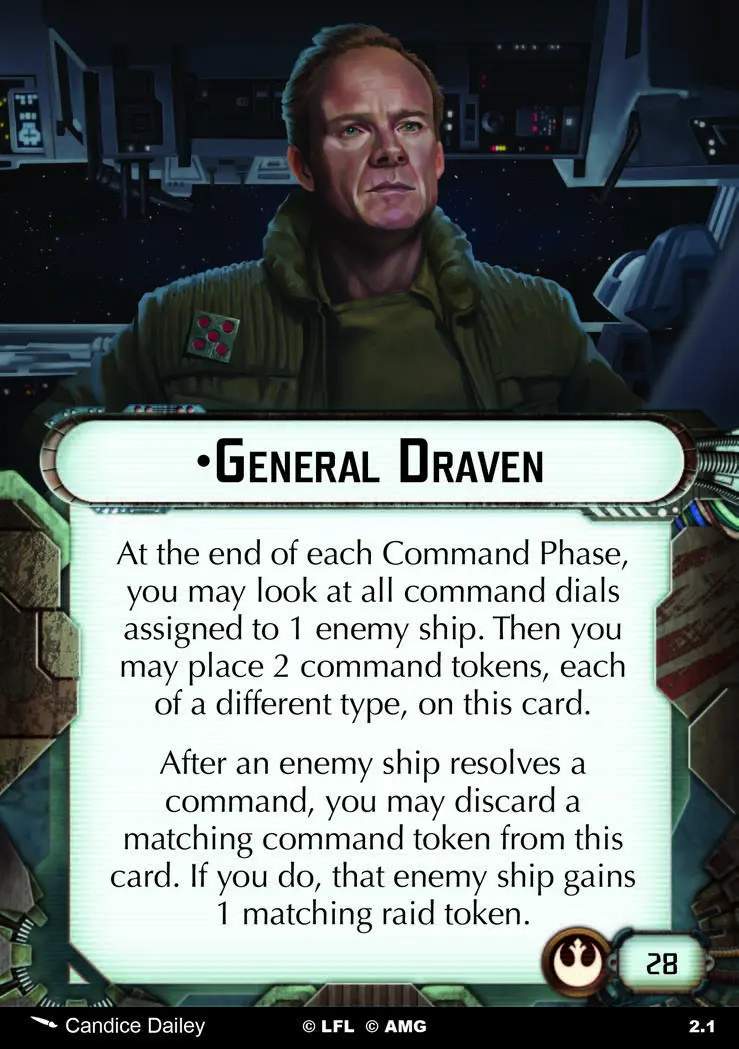 •General Draven
At the end of each Command Phase,
you may look at all command dials
assigned to 1 enemy ship. Then you
may place 2 command tokens, each
of a different type, on this card.
After an enemy ship resolves a
command, you may discard a
matching command token from this
card. If you do, that enemy ship gains
1 matching raid token.
28
Candice Dailey © LFL © AMG 2.1